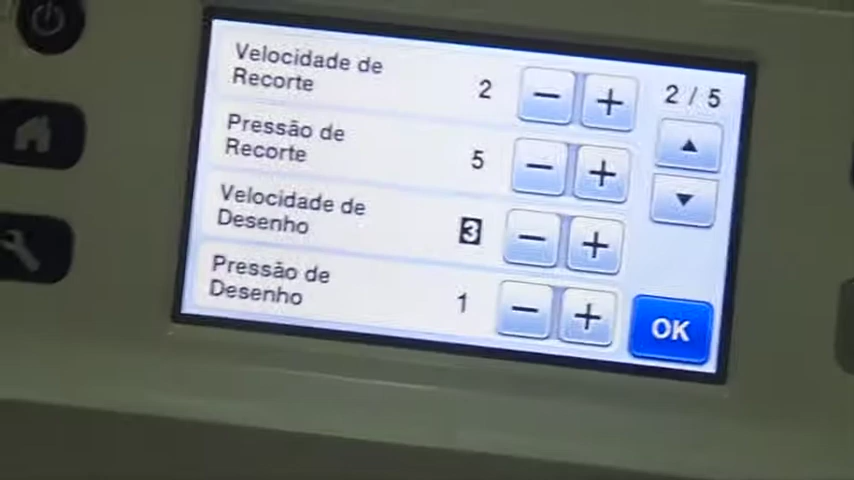 Velocidade de
Recorte
2
2 / 5
Pressão de
Recorte
5
Velocidade de
Desenho
3
Pressão de
Desenho
1
OK